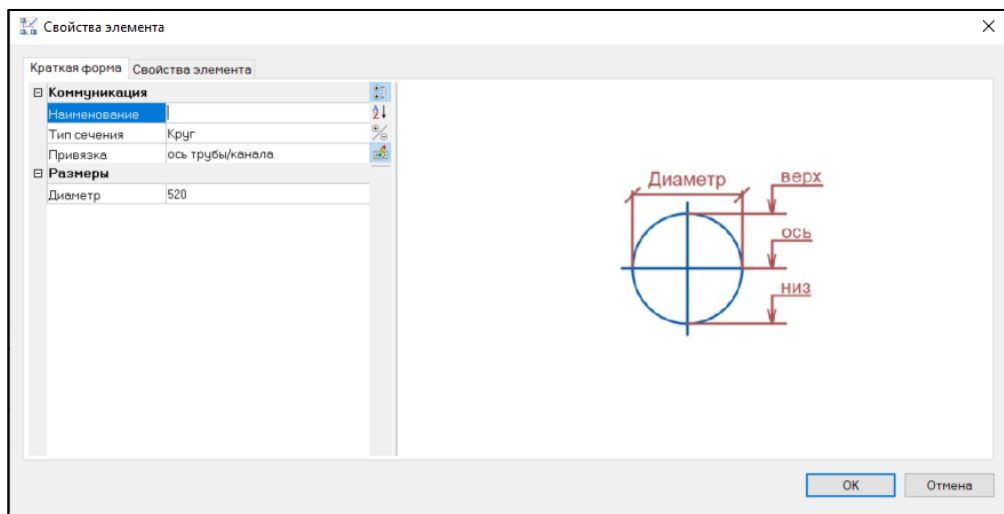 Свойства элемента
Краткая форма Свойства элемента
Коммуникация
Наименование
Тип сечения Круг
Привязка ось трубы/канала
Размеры
Диаметр 520
Диаметр верх
ось
низ
OK Отмена